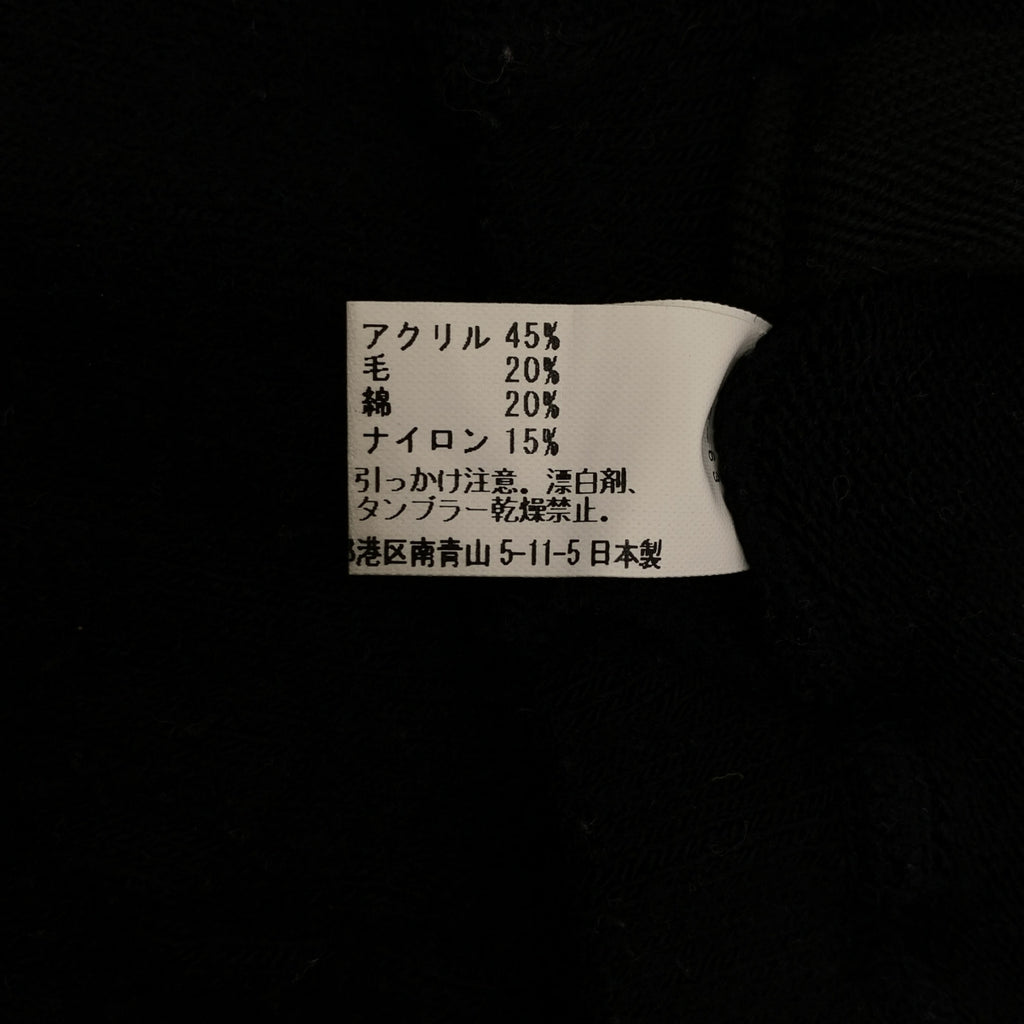 アクリル 45%
毛 20%
綿 20%
ナイロン 15%
引っかけ注意。漂白剤、
タンブラー乾燥禁止。
港区南青山 5-11-5 日本製